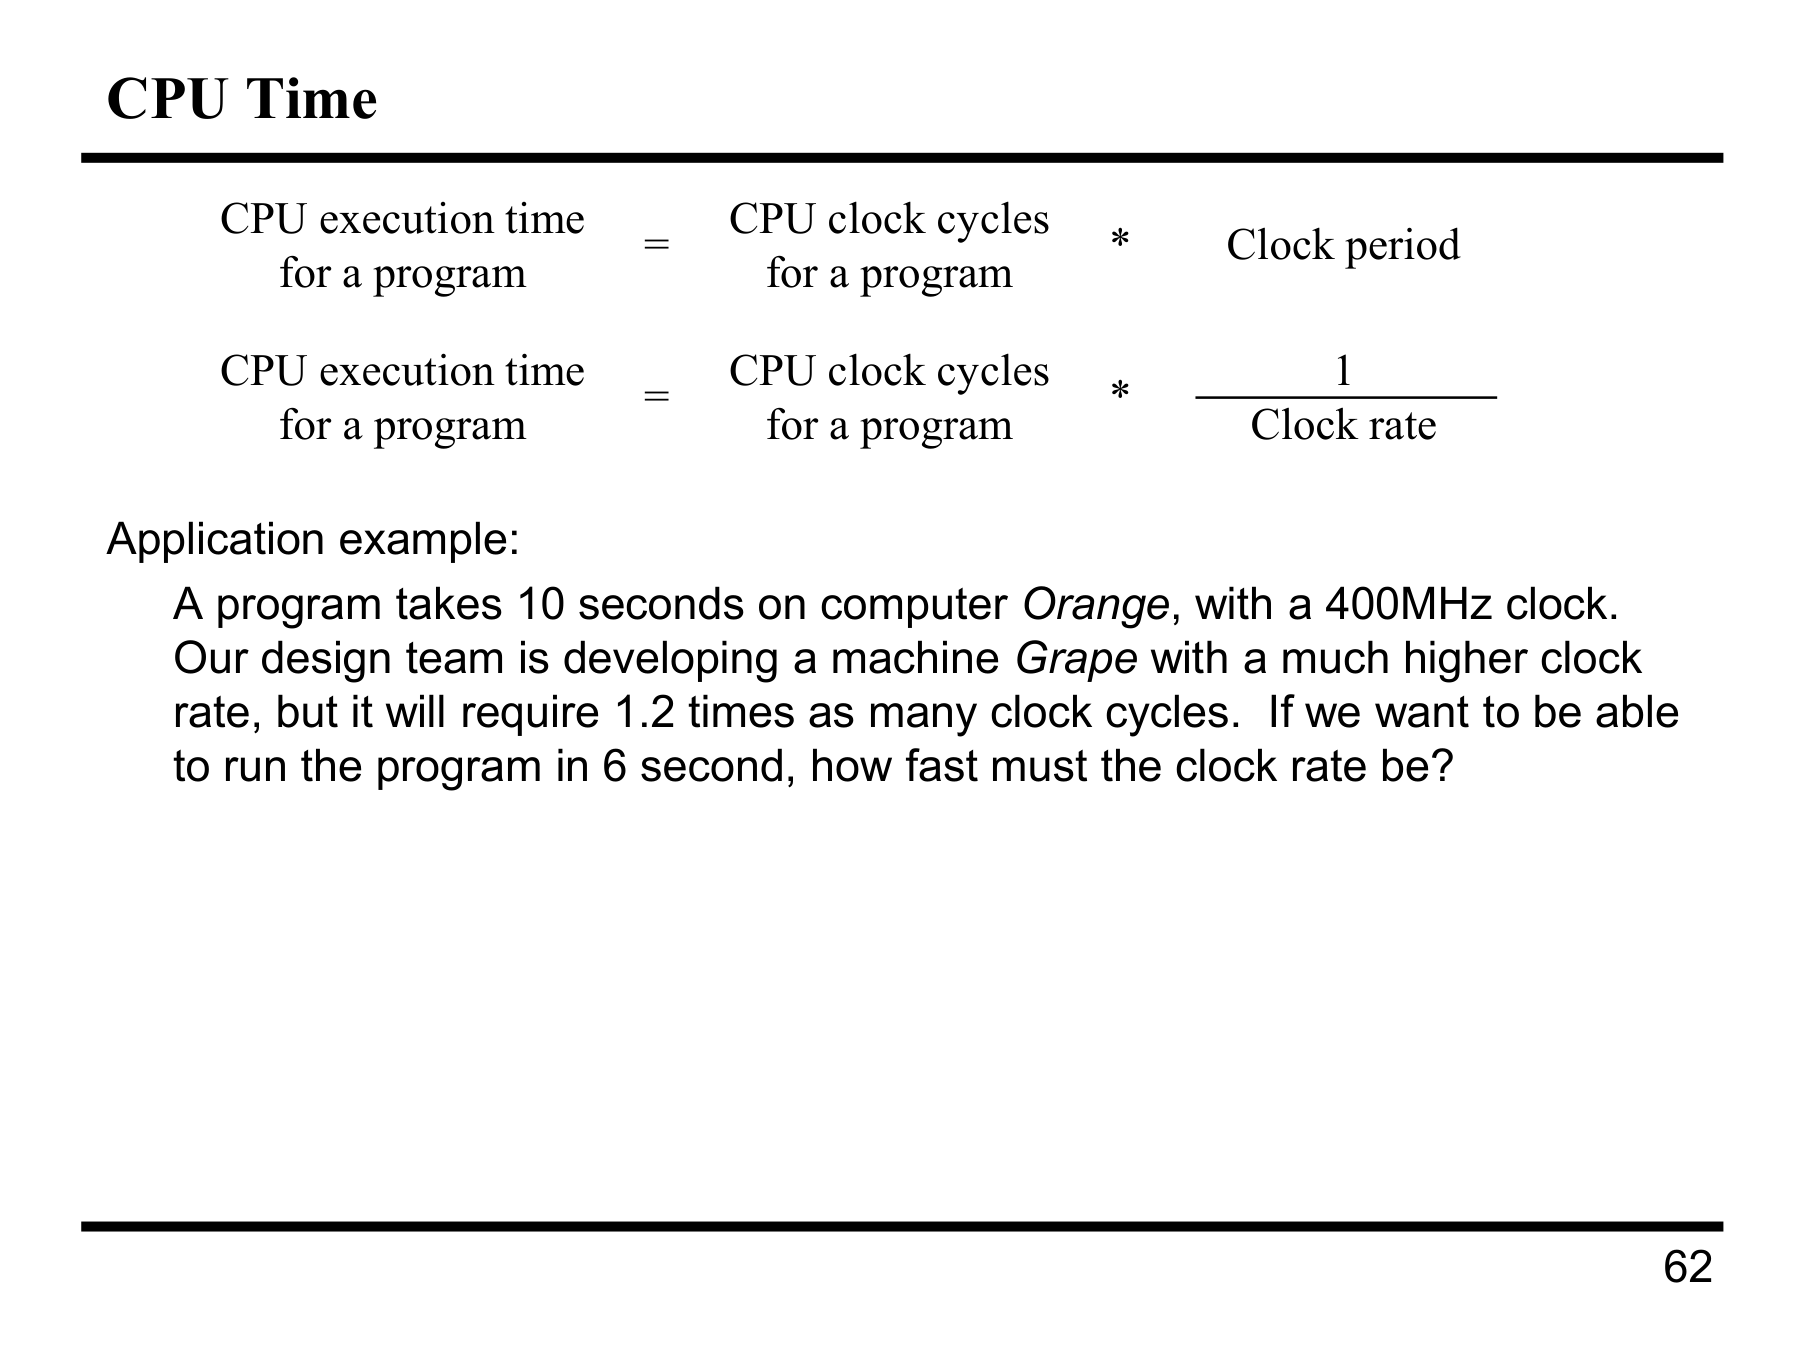 CPU Time
CPU execution time
for a program
=
CPU clock cycles
for a program
*
Clock period
CPU execution time
for a program
=
CPU clock cycles
for a program
*
1
Clock rate
Application example:
A program takes 10 seconds on computer Orange, with a 400MHz clock.
Our design team is developing a machine Grape with a much higher clock
rate, but it will require 1.2 times as many clock cycles.  If we want to be able
to run the program in 6 second, how fast must the clock rate be?
62